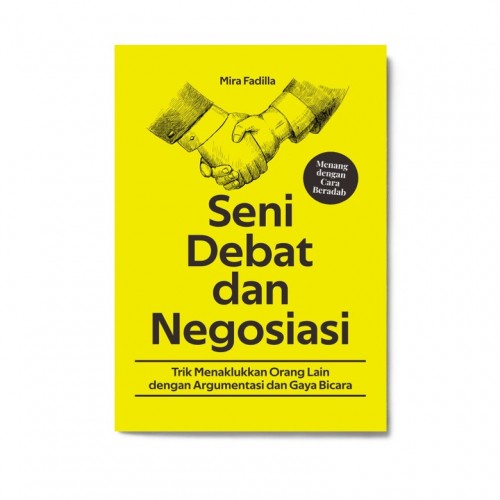 Mira Fadilla
Menang
dengan
Cara
Beradab
Seni
Debat
dan
Negosiasi
Trik Menaklukkan Orang Lain
dengan Argumentasi dan Gaya Bicara